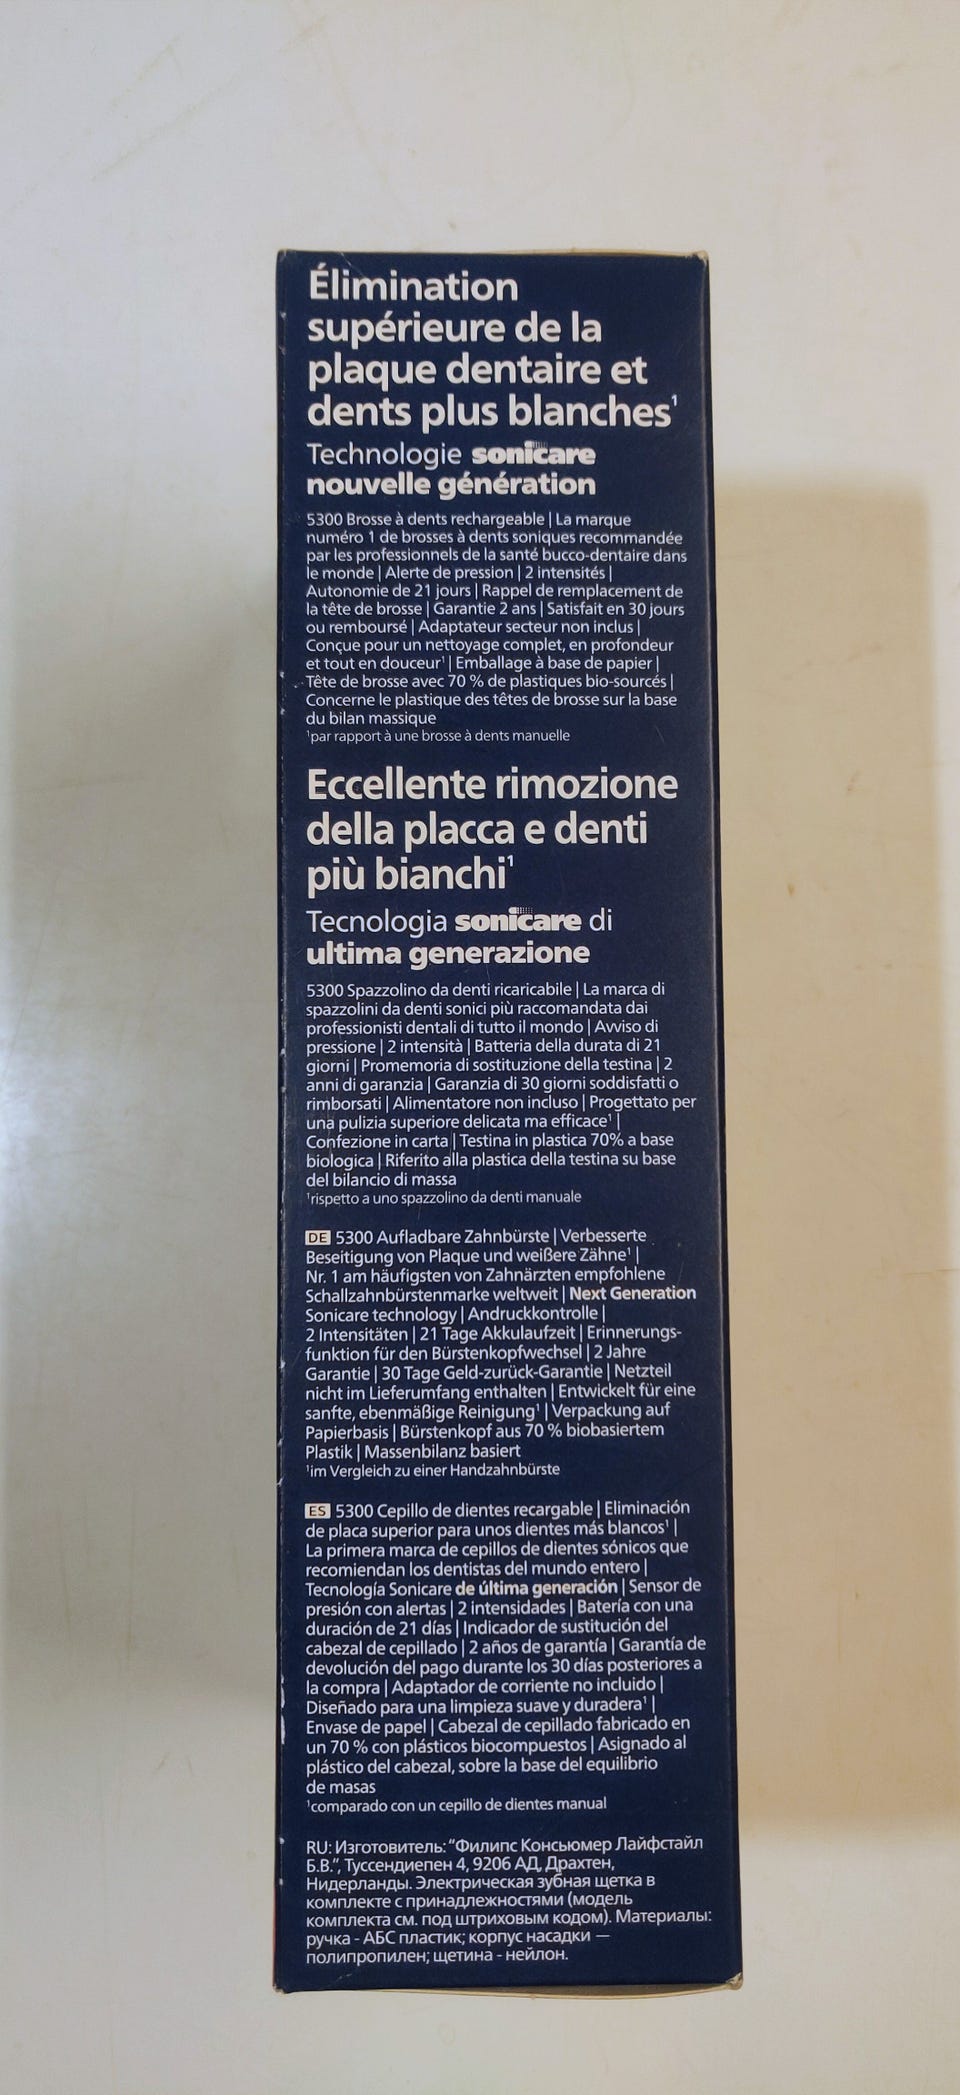 Élimination
supérieure de la
plaque dentaire et
dents plus blanches¹
Technologie sonicare
nouvelle génération
5300 Brosse à dents rechargeable | La marque
numéro 1 de brosses à dents soniques recommandée
par les professionnels de la santé bucco-dentaire dans
le monde | Alerte de pression | 2 intensités |
Autonomie de 21 jours | Rappel de remplacement de
la tête de brosse | Garantie 2 ans | Satisfait en 30 jours
ou remboursé | Adaptateur secteur non inclus |
Conçue pour un nettoyage complet, en profondeur
et tout en douceur¹ | Emballage à base de papier |
Tête de brosse avec 70 % de plastiques bio-sourcés |
Concerne le plastique des têtes de brosse sur la base
du bilan massique
¹par rapport à une brosse à dents manuelle
Eccellente rimozione
della placca e denti
più bianchi¹
Tecnologia sonicare di
ultima generazione
5300 Spazzolino da denti ricaricabile | La marca di
spazzolini da denti sonici più raccomandata dai
professionisti dentali di tutto il mondo | Avviso di
pressione | 2 intensità | Batteria della durata di 21
giorni | Promemoria di sostituzione della testina | 2
anni di garanzia | Garanzia di 30 giorni soddisfatti o
rimborsati | Alimentatore non incluso | Progettato per
una pulizia superiore delicata ma efficace¹ |
Confezione in carta | Testina in plastica 70% a base
biologica | Riferito alla plastica della testina su base
del bilancio di massa
¹rispetto a uno spazzolino da denti manuale
DE 5300 Aufladbare Zahnbürste | Verbesserte
Beseitigung von Plaque und weißere Zähne¹ |
Nr. 1 am häufigsten von Zahnärzten empfohlene
Schallzahnbürstenmarke weltweit | Next Generation
Sonicare technology | Andruckkontrolle |
2 Intensitäten | 21 Tage Akkulaufzeit | Erinnerungs-
funktion für den Bürstenkopfwechsel | 2 Jahre
Garantie | 30 Tage Geld-zurück-Garantie | Netzteil
nicht im Lieferumfang enthalten | Entwickelt für eine
sanfte, ebenmäßige Reinigung¹ | Verpackung auf
Papierbasis | Bürstenkopf aus 70 % biobasiertem
Plastik | Massenbilanz basiert
¹im Vergleich zu einer Handzahnbürste
ES 5300 Cepillo de dientes recargable | Eliminación
de placa superior para unos dientes más blancos¹ |
La primera marca de cepillos de dientes sónicos que
recomiendan los dentistas del mundo entero |
Tecnología Sonicare de última generación | Sensor de
presión con alertas | 2 intensidades | Batería con una
duración de 21 días | Indicador de sustitución del
cabezal de cepillado | 2 años de garantía | Garantía de
devolución del pago durante los 30 días posteriores a
la compra | Adaptador de corriente no incluido |
Diseñado para una limpieza suave y duradera¹ |
Envase de papel | Cabezal de cepillado fabricado en
un 70 % con plásticos biocompuestos | Asignado al
plástico del cabezal, sobre la base del equilibrio
de masas
¹comparado con un cepillo de dientes manual
RU: Изготовитель: “Филипс Консьюмер Лайфстайл
Б.В.”, Туссендиепен 4, 9206 АД, Драхтен,
Нидерланды. Электрическая зубная щетка в
комплекте с принадлежностями (модель
комплекта см. под штриховым кодом). Материалы:
ручка - АБС пластик; корпус насадки —
полипропилен; щетина - нейлон.